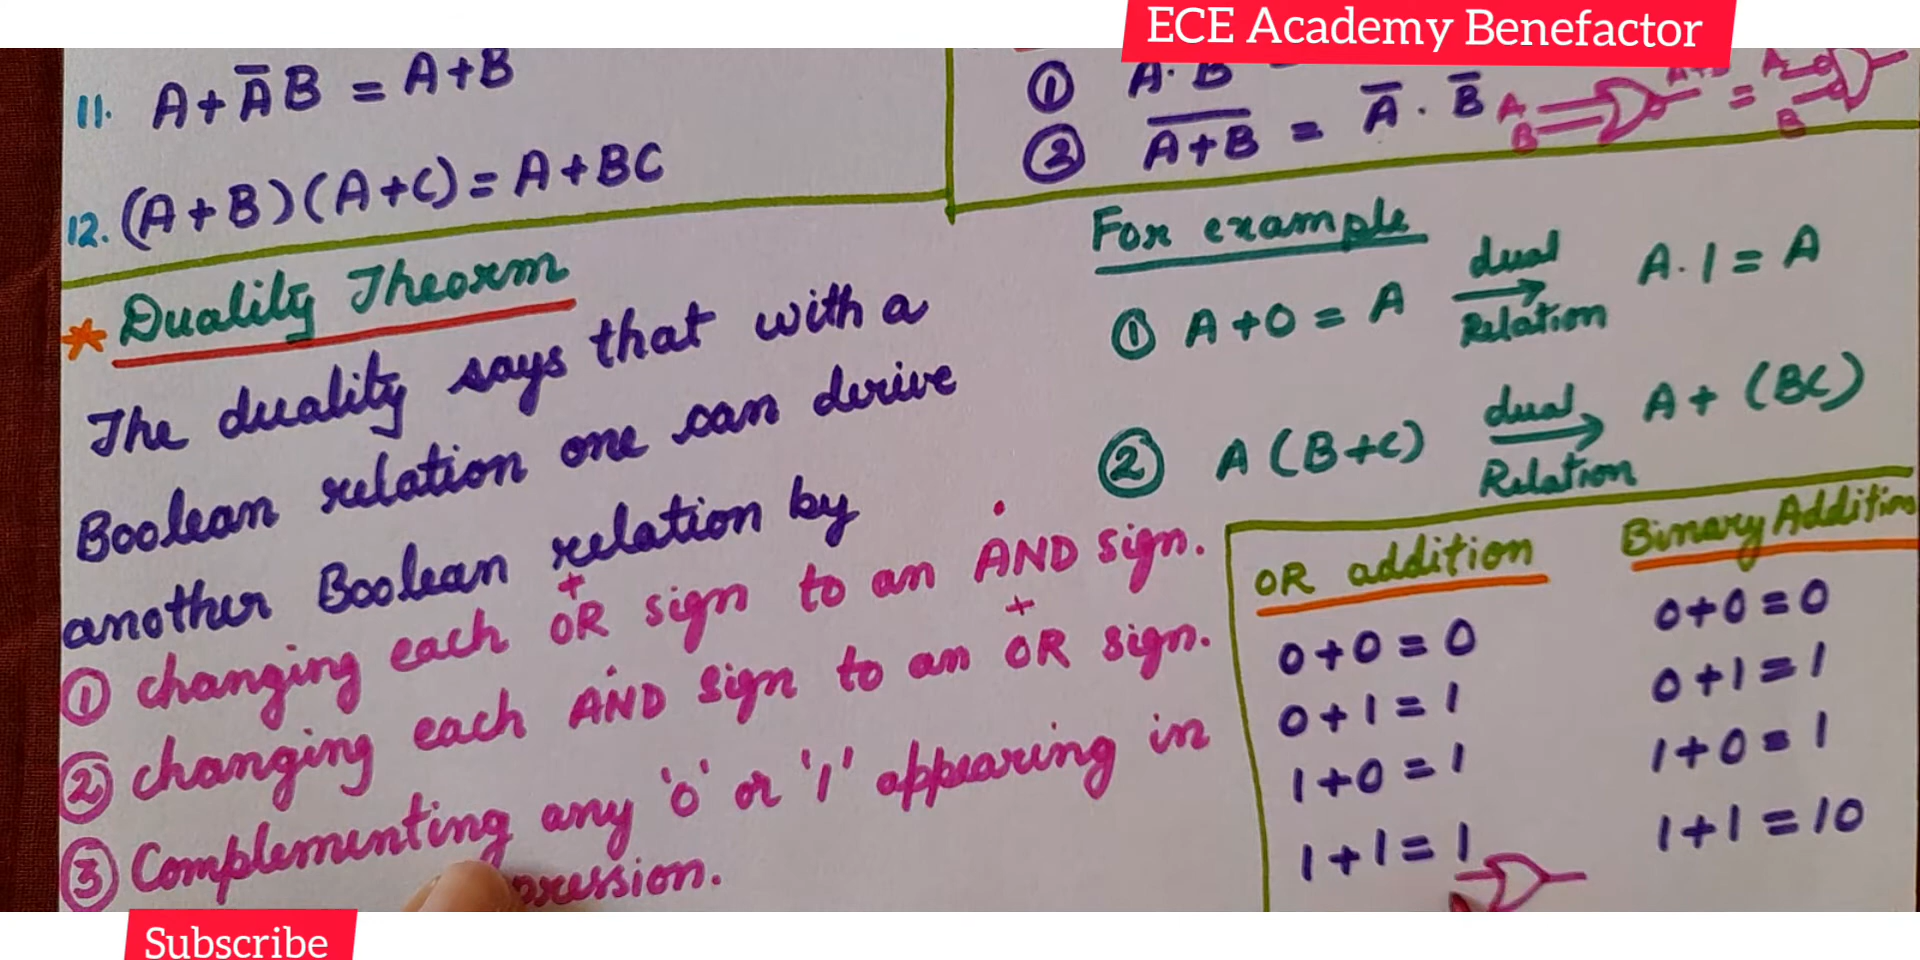 ECE Academy Benefactor
11. A + A̅B = A+B
12. (A+B)(A+C) = A+BC
① A·B
② \overline{A+B} = A̅ · B̅
A
B
=
A
B
* Duality Theorm
The duality says that with a
Boolean relation one can derive
another Boolean relation by
① changing each OR sign to an AND sign.
+ ·
② changing each AND sign to an OR sign.
· +
③ Complementing any '0' or '1' appearing in
For example
① A+0 = A dual Relation A·1 = A
② A(B+C) dual Relation A+(BC)
OR addition
0+0=0
0+1=1
1+0=1
1+1=1
Binary Addition
0+0=0
0+1=1
1+0=1
1+1=10
Subscribe